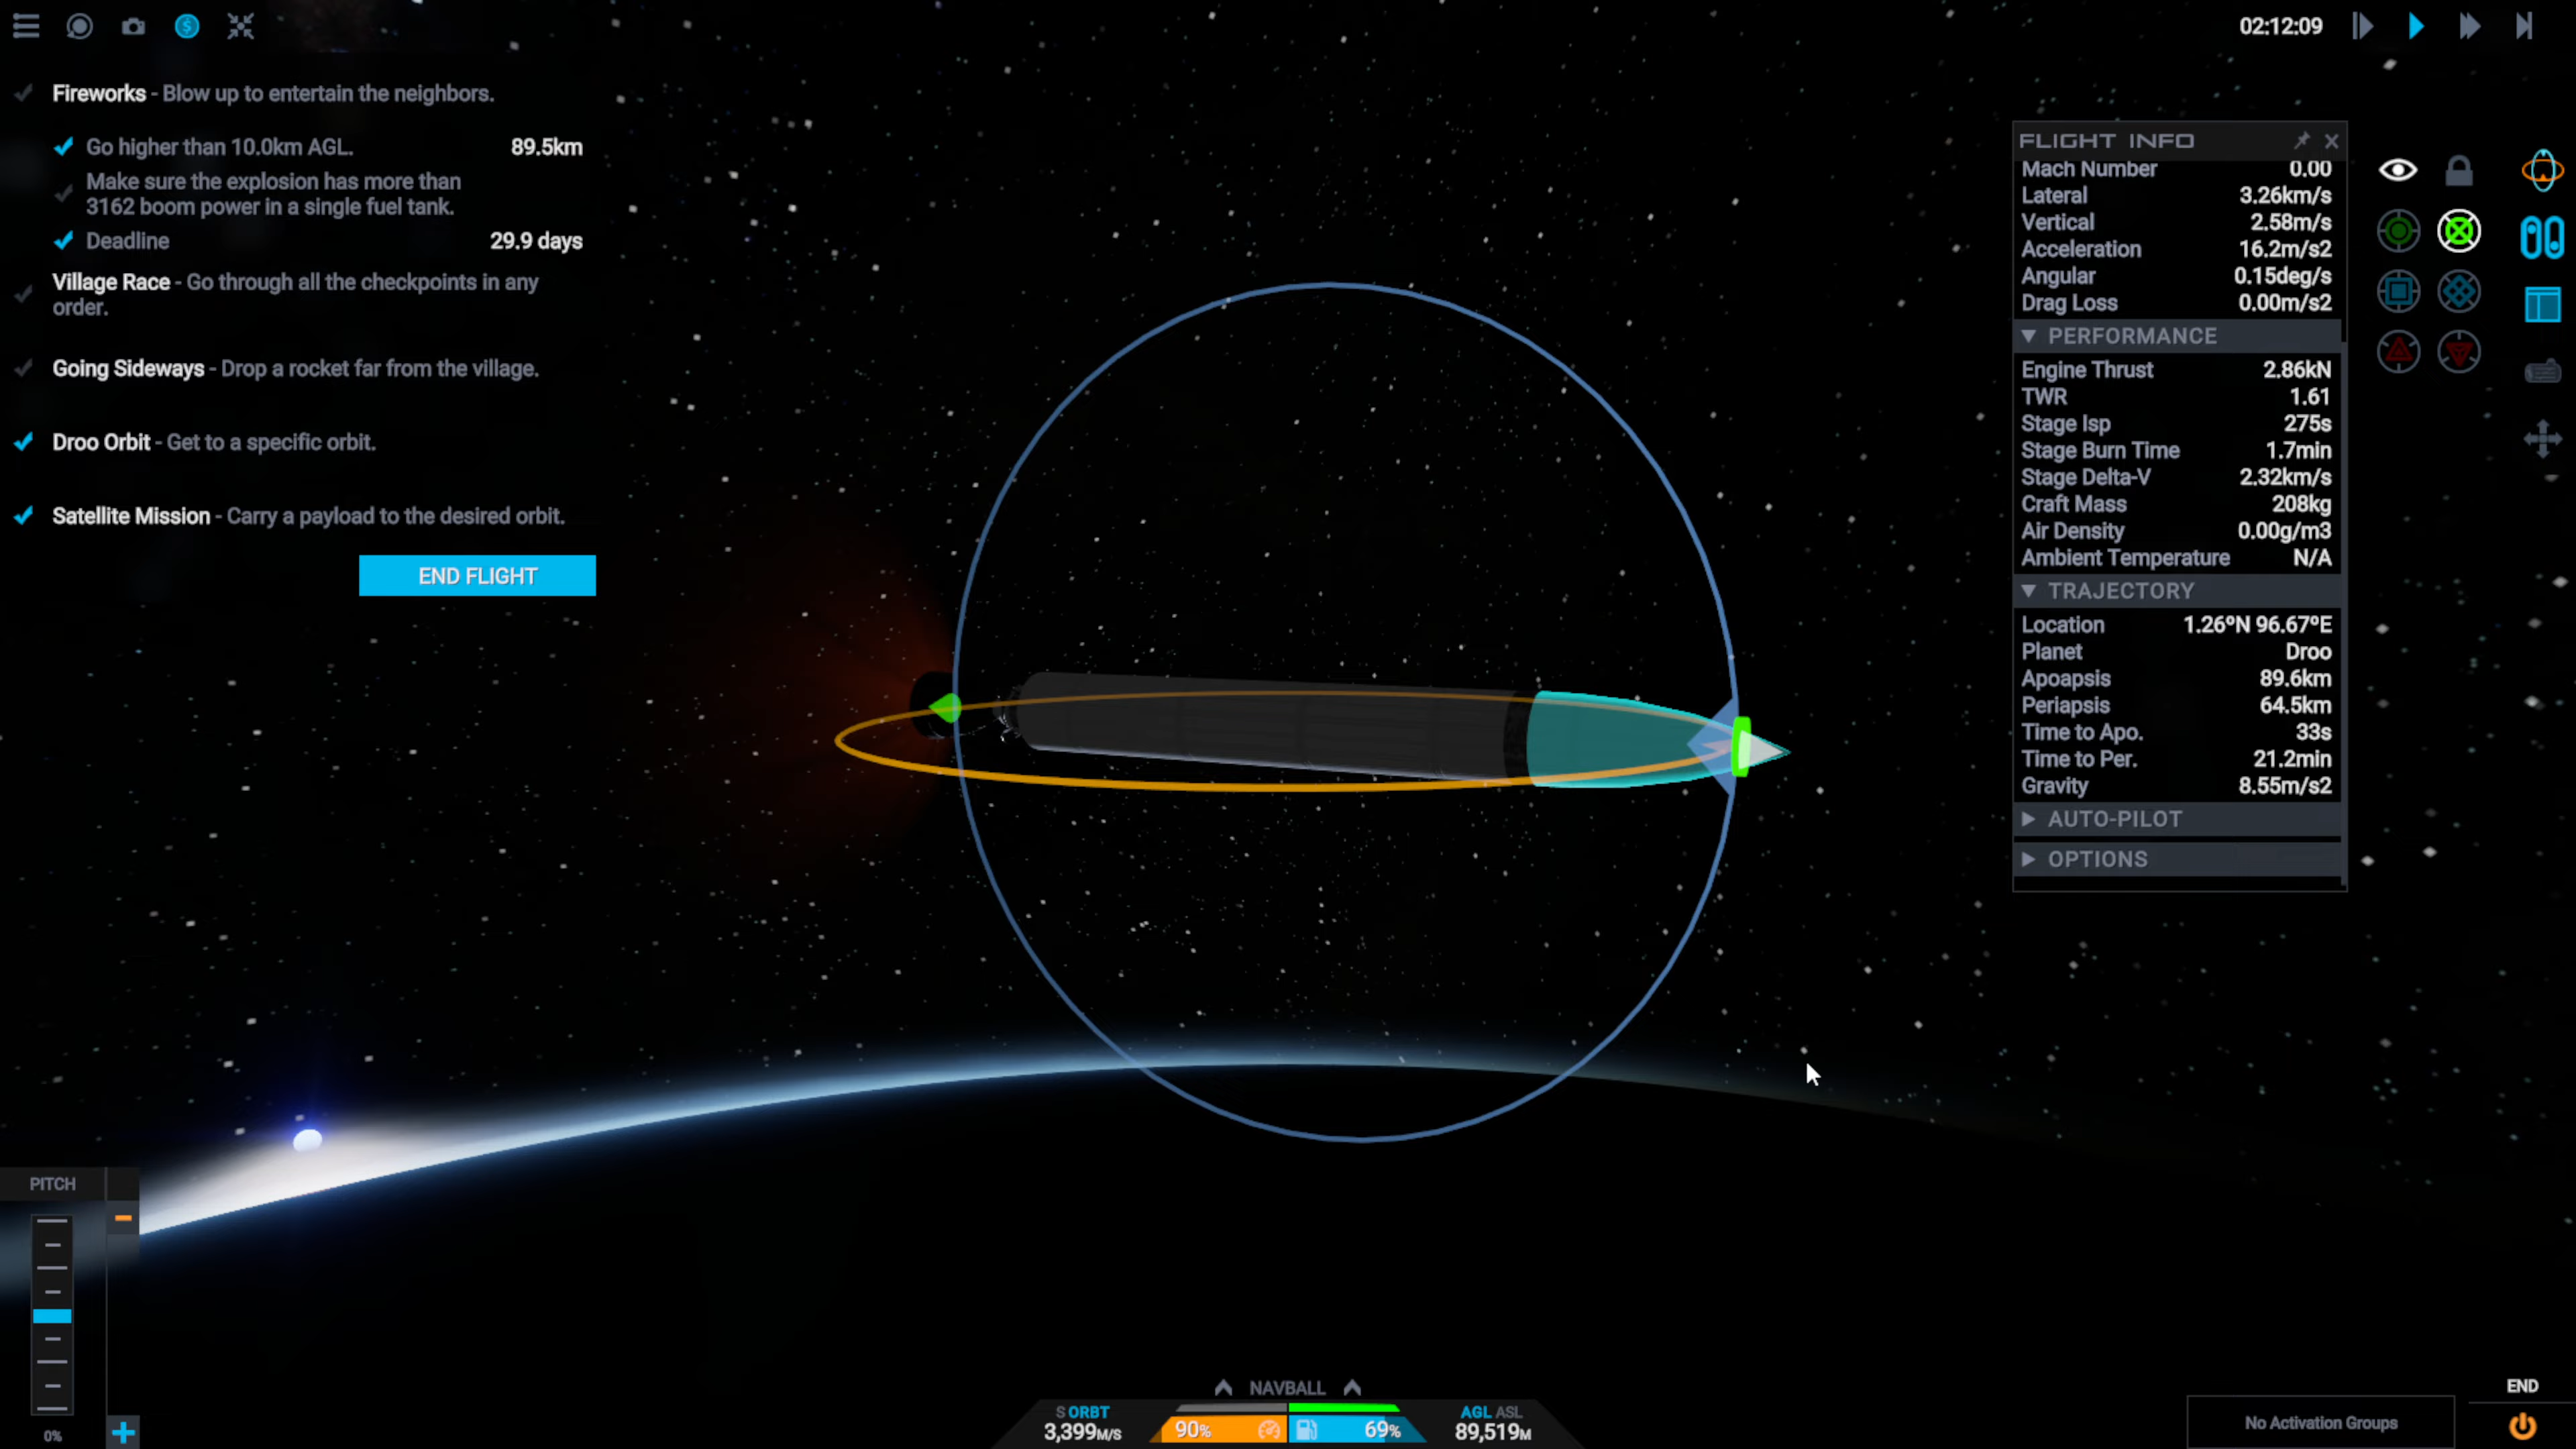 02:12:09
Fireworks - Blow up to entertain the neighbors.
Go higher than 10.0km AGL. 89.5km
Make sure the explosion has more than
3162 boom power in a single fuel tank.
Deadline 29.9 days
Village Race - Go through all the checkpoints in any
order.
Going Sideways - Drop a rocket far from the village.
Droo Orbit - Get to a specific orbit.
Satellite Mission - Carry a payload to the desired orbit.
END FLIGHT
FLIGHT INFO
Mach Number 0.00
Lateral 3.26km/s
Vertical 2.58m/s
Acceleration 16.2m/s2
Angular 0.15deg/s
Drag Loss 0.00m/s2
PERFORMANCE
Engine Thrust 2.86kN
TWR 1.61
Stage Isp 275s
Stage Burn Time 1.7min
Stage Delta-V 2.32km/s
Craft Mass 208kg
Air Density 0.00g/m3
Ambient Temperature N/A
TRAJECTORY
Location 1.26ºN 96.67ºE
Planet Droo
Apoapsis 89.6km
Periapsis 64.5km
Time to Apo. 33s
Time to Per. 21.2min
Gravity 8.55m/s2
AUTO-PILOT
OPTIONS
PITCH
0%
NAVBALL
S ORBT
3,399M/S
90%
69%
AGL ASL
89,519M
No Activation Groups
END